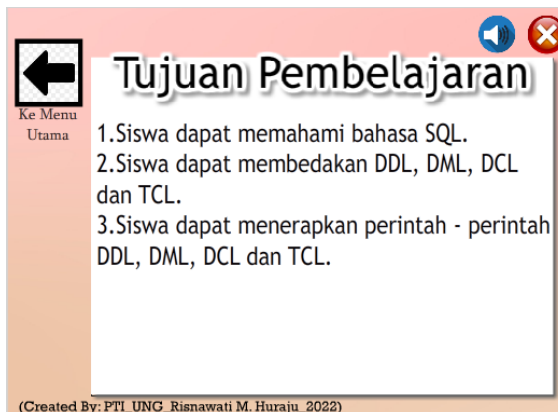 Tujuan Pembelajaran
Ke Menu
Utama
1.Siswa dapat memahami bahasa SQL.
2.Siswa dapat membedakan DDL, DML, DCL
dan TCL.
3.Siswa dapat menerapkan perintah - perintah
DDL, DML, DCL dan TCL.
(Created By: PTI_UNG_Risnawati M. Huraju_2022)